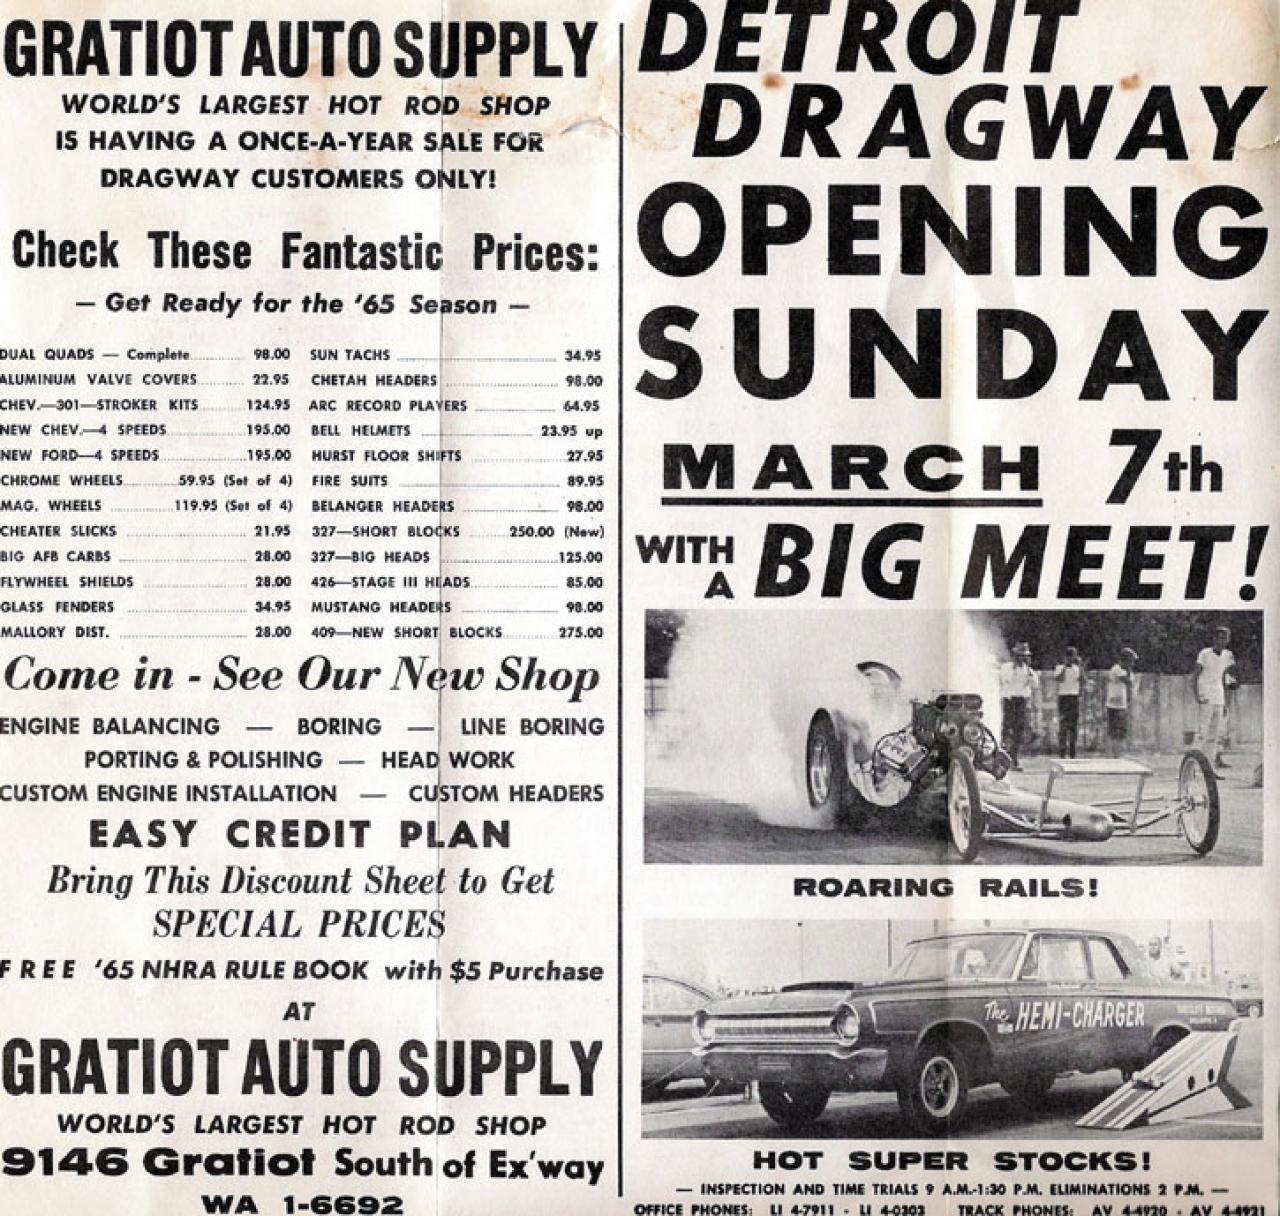 GRATIOT AUTO SUPPLY
WORLD'S LARGEST HOT ROD SHOP
IS HAVING A ONCE-A-YEAR SALE FOR
DRAGWAY CUSTOMERS ONLY!
Check These Fantastic Prices:
— Get Ready for the '65 Season —
DUAL QUADS — Complete 98.00
ALUMINUM VALVE COVERS 22.95
CHEV.—301—STROKER KITS 124.95
NEW CHEV.—4 SPEEDS 195.00
NEW FORD—4 SPEEDS 195.00
CHROME WHEELS 59.95 (Set of 4)
MAG. WHEELS 119.95 (Set of 4)
CHEATER SLICKS 21.95
BIG AFB CARBS 28.00
FLYWHEEL SHIELDS 28.00
GLASS FENDERS 34.95
MALLORY DIST. 28.00
SUN TACHS 34.95
CHETAH HEADERS 98.00
ARC RECORD PLAYERS 64.95
BELL HELMETS 23.95 up
HURST FLOOR SHIFTS 27.95
FIRE SUITS 89.95
BELANGER HEADERS 98.00
327—SHORT BLOCKS 250.00 (New)
327—BIG HEADS 125.00
426—STAGE III HEADS 85.00
MUSTANG HEADERS 98.00
409—NEW SHORT BLOCKS 275.00
Come in - See Our New Shop
ENGINE BALANCING — BORING — LINE BORING
PORTING & POLISHING — HEAD WORK
CUSTOM ENGINE INSTALLATION — CUSTOM HEADERS
EASY CREDIT PLAN
Bring This Discount Sheet to Get
SPECIAL PRICES
FREE '65 NHRA RULE BOOK with $5 Purchase
AT
GRATIOT AUTO SUPPLY
WORLD'S LARGEST HOT ROD SHOP
9146 Gratiot South of Ex'way
WA 1-6692
DETROIT
DRAGWAY
OPENING
SUNDAY
MARCH 7th
WITH A BIG MEET!
ROARING RAILS!
The HEMI-CHARGER
HOT SUPER STOCKS!
— INSPECTION AND TIME TRIALS 9 A.M.-1:30 P.M. ELIMINATIONS 2 P.M. —
OFFICE PHONES: LI 4-7911 - LI 4-0303 TRACK PHONES: AV 4-4920 - AV 4-4921